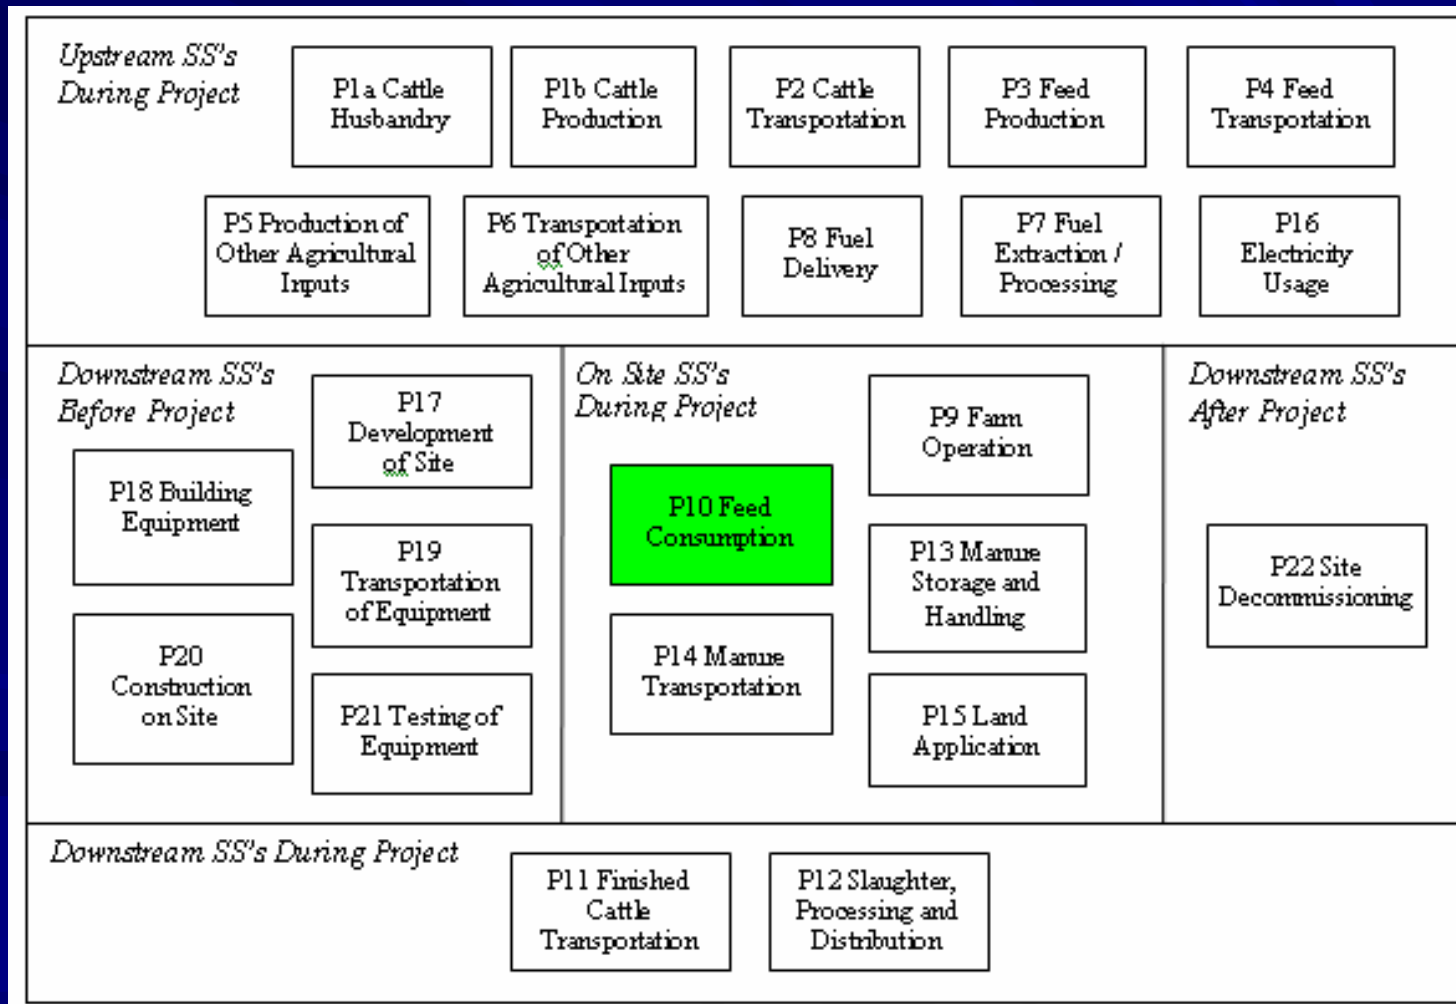 Upstream SS's
During Project
P1a Cattle
Husbandry
P1b Cattle
Production
P2 Cattle
Transportation
P3 Feed
Production
P4 Feed
Transportation
P5 Production of
Other Agricultural
Inputs
P6 Transportation
of Other
Agricultural Inputs
P8 Fuel
Delivery
P7 Fuel
Extraction /
Processing
P16
Electricity
Usage
Downstream SS's
Before Project
P17
Development
of Site
P18 Building
Equipment
P19
Transportation
of Equipment
P20
Construction
on Site
P21 Testing of
Equipment
On Site SS's
During Project
P9 Farm
Operation
P10 Feed
Consumption
P13 Manure
Storage and
Handling
P14 Manure
Transportation
P15 Land
Application
Downstream SS's
After Project
P22 Site
Decommissioning
Downstream SS's During Project
P11 Finished
Cattle
Transportation
P12 Slaughter,
Processing and
Distribution